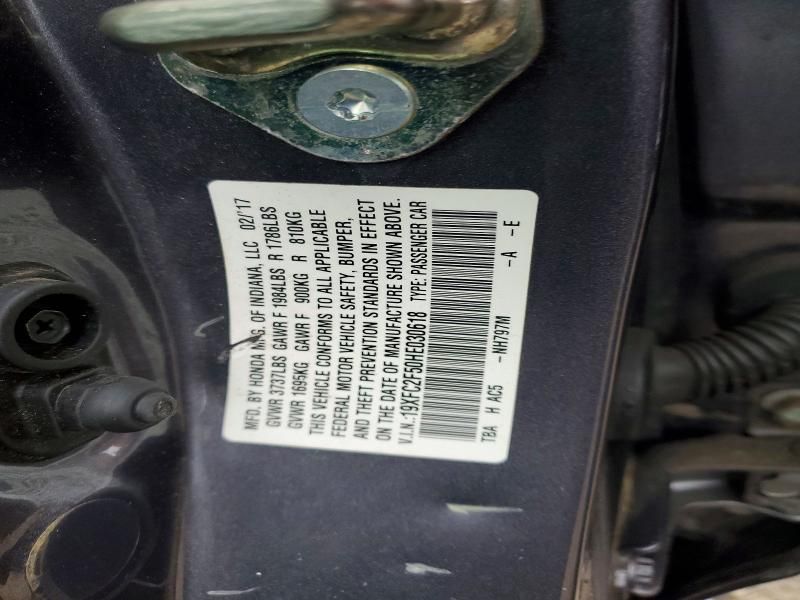 MFD. BY HONDA MFG. OF INDIANA, LLC 02/'17
GVWR 3737LBS GAWR F 1984LBS R 1786LBS
GVWR 1695KG GAWR F 900KG R 810KG
THIS VEHICLE CONFORMS TO ALL APPLICABLE
FEDERAL MOTOR VEHICLE SAFETY, BUMPER,
AND THEFT PREVENTION STANDARDS IN EFFECT
ON THE DATE OF MANUFACTURE SHOWN ABOVE.
V.I.N.: 19XFC2F50HE030618 TYPE: PASSENGER CAR
TBA H AC5 -NH797M -A -E